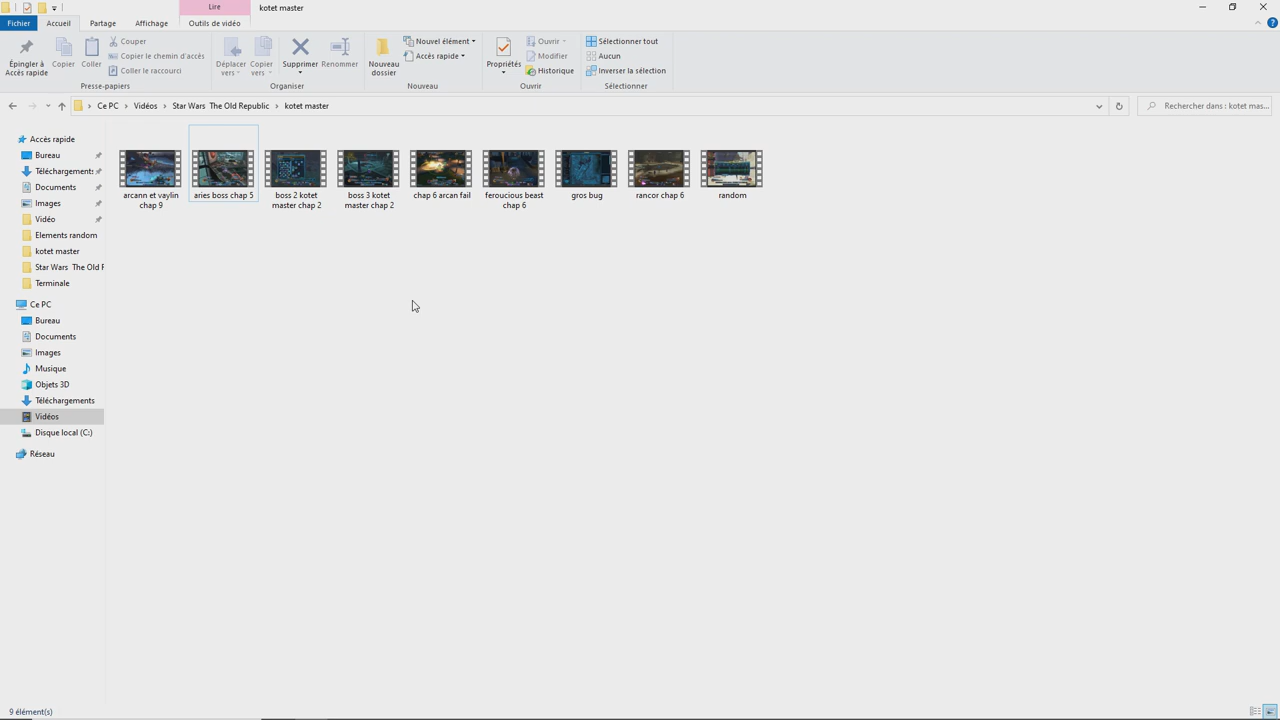 Lire
kotet master
Fichier
Accueil
Partage
Affichage
Outils de vidéo
Épingler à
Accès rapide
Copier
Coller
Couper
Copier le chemin d'accès
Coller le raccourci
Presse-papiers
Déplacer
vers
Copier
vers
Supprimer
Renommer
Organiser
Nouveau
dossier
Nouvel élément
Accès rapide
Nouveau
Propriétés
Ouvrir
Modifier
Historique
Ouvrir
Sélectionner tout
Aucun
Inverser la sélection
Sélectionner
Ce PC
Vidéos
Star Wars The Old Republic
kotet master
Rechercher dans : kotet mas...
Accès rapide
Bureau
Téléchargements
Documents
Images
Vidéo
Elements random
kotet master
Star Wars The Old R
Terminale
Ce PC
Bureau
Documents
Images
Musique
Objets 3D
Téléchargements
Vidéos
Disque local (C:)
Réseau
arcann et vaylin
chap 9
aries boss chap 5
boss 2 kotet
master chap 2
boss 3 kotet
master chap 2
chap 6 arcan fail
feroucious beast
chap 6
gros bug
rancor chap 6
random
9 élément(s)